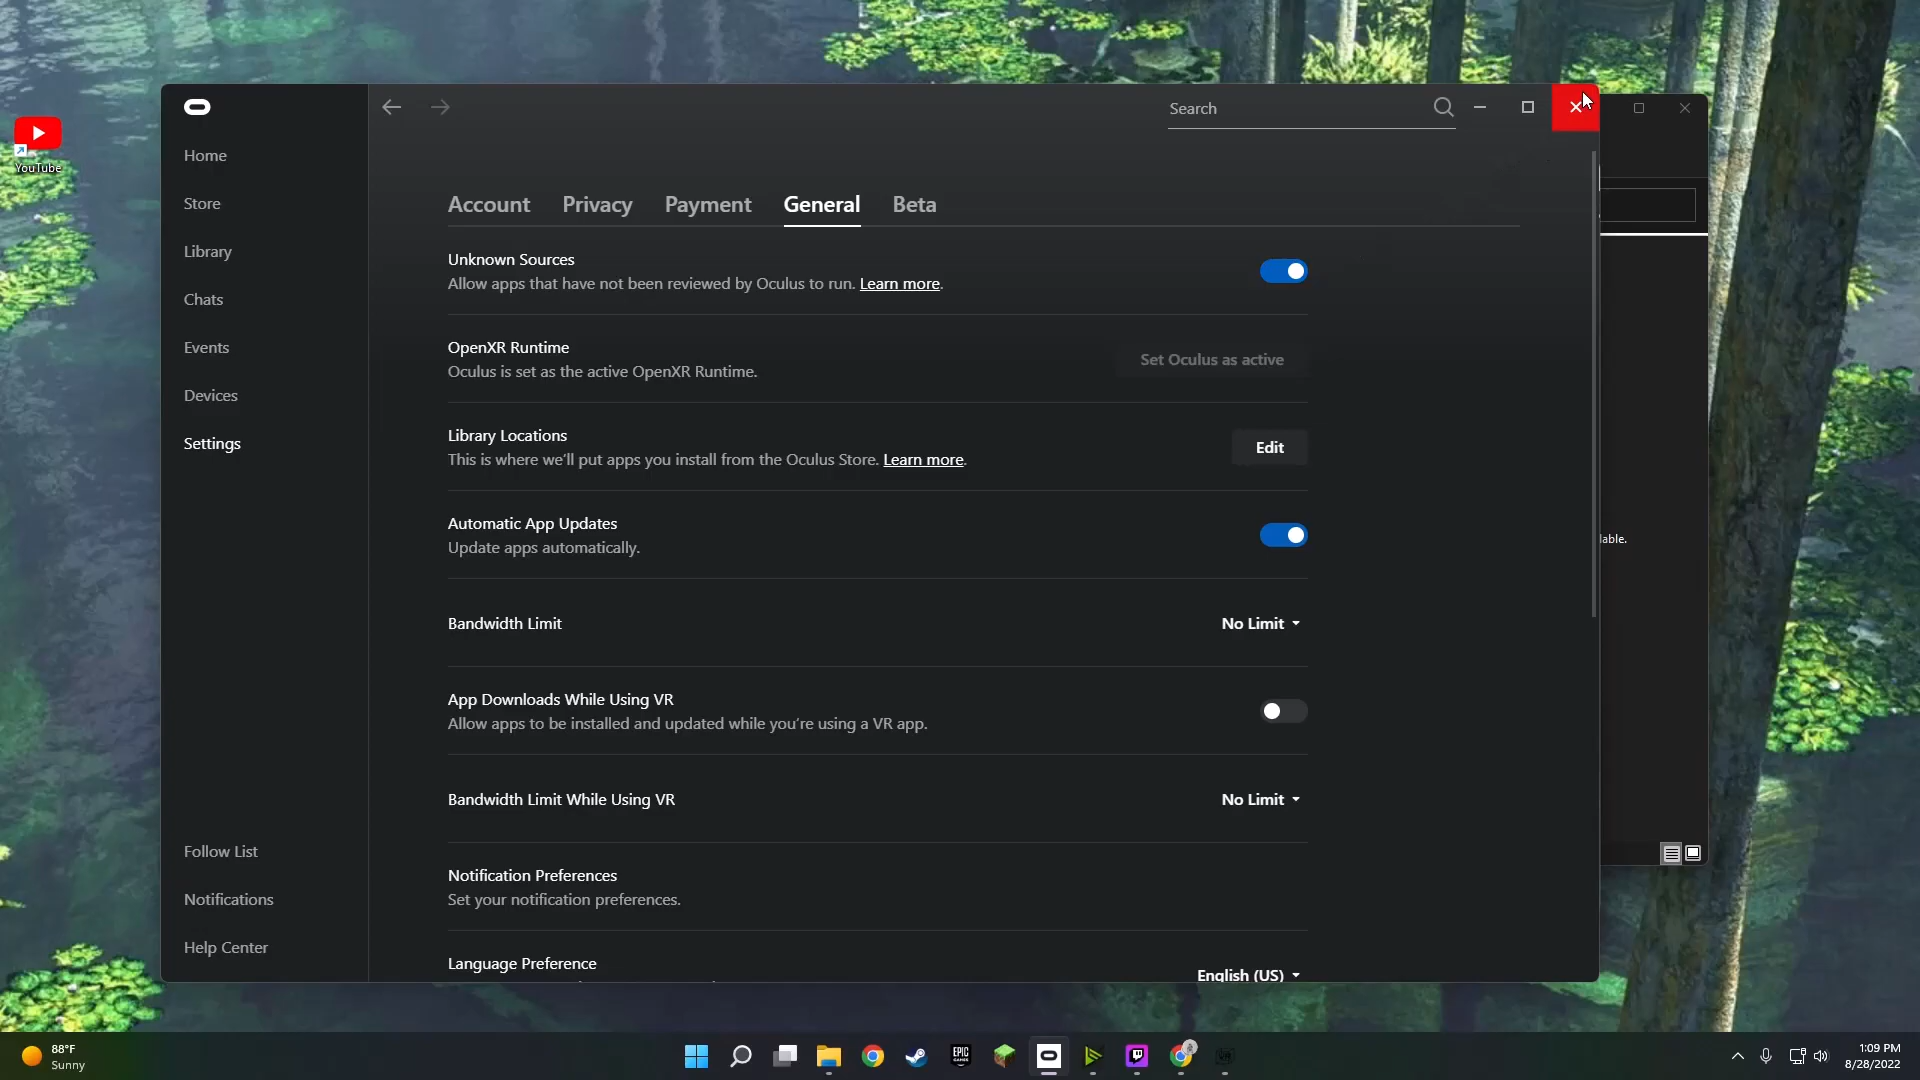 Search
Home
Store
Library
Chats
Events
Devices
Settings
Follow List
Notifications
Help Center
YouTube
Account Privacy Payment General Beta
Unknown Sources
Allow apps that have not been reviewed by Oculus to run. Learn more.
OpenXR Runtime
Oculus is set as the active OpenXR Runtime.
Set Oculus as active
Library Locations
This is where we'll put apps you install from the Oculus Store. Learn more.
Edit
Automatic App Updates
Update apps automatically.
Bandwidth Limit
No Limit
App Downloads While Using VR
Allow apps to be installed and updated while you're using a VR app.
Bandwidth Limit While Using VR
No Limit
Notification Preferences
Set your notification preferences.
Language Preference
English (US)
lable.
88°F
Sunny
EPIC
GAMES
1:09 PM
8/28/2022